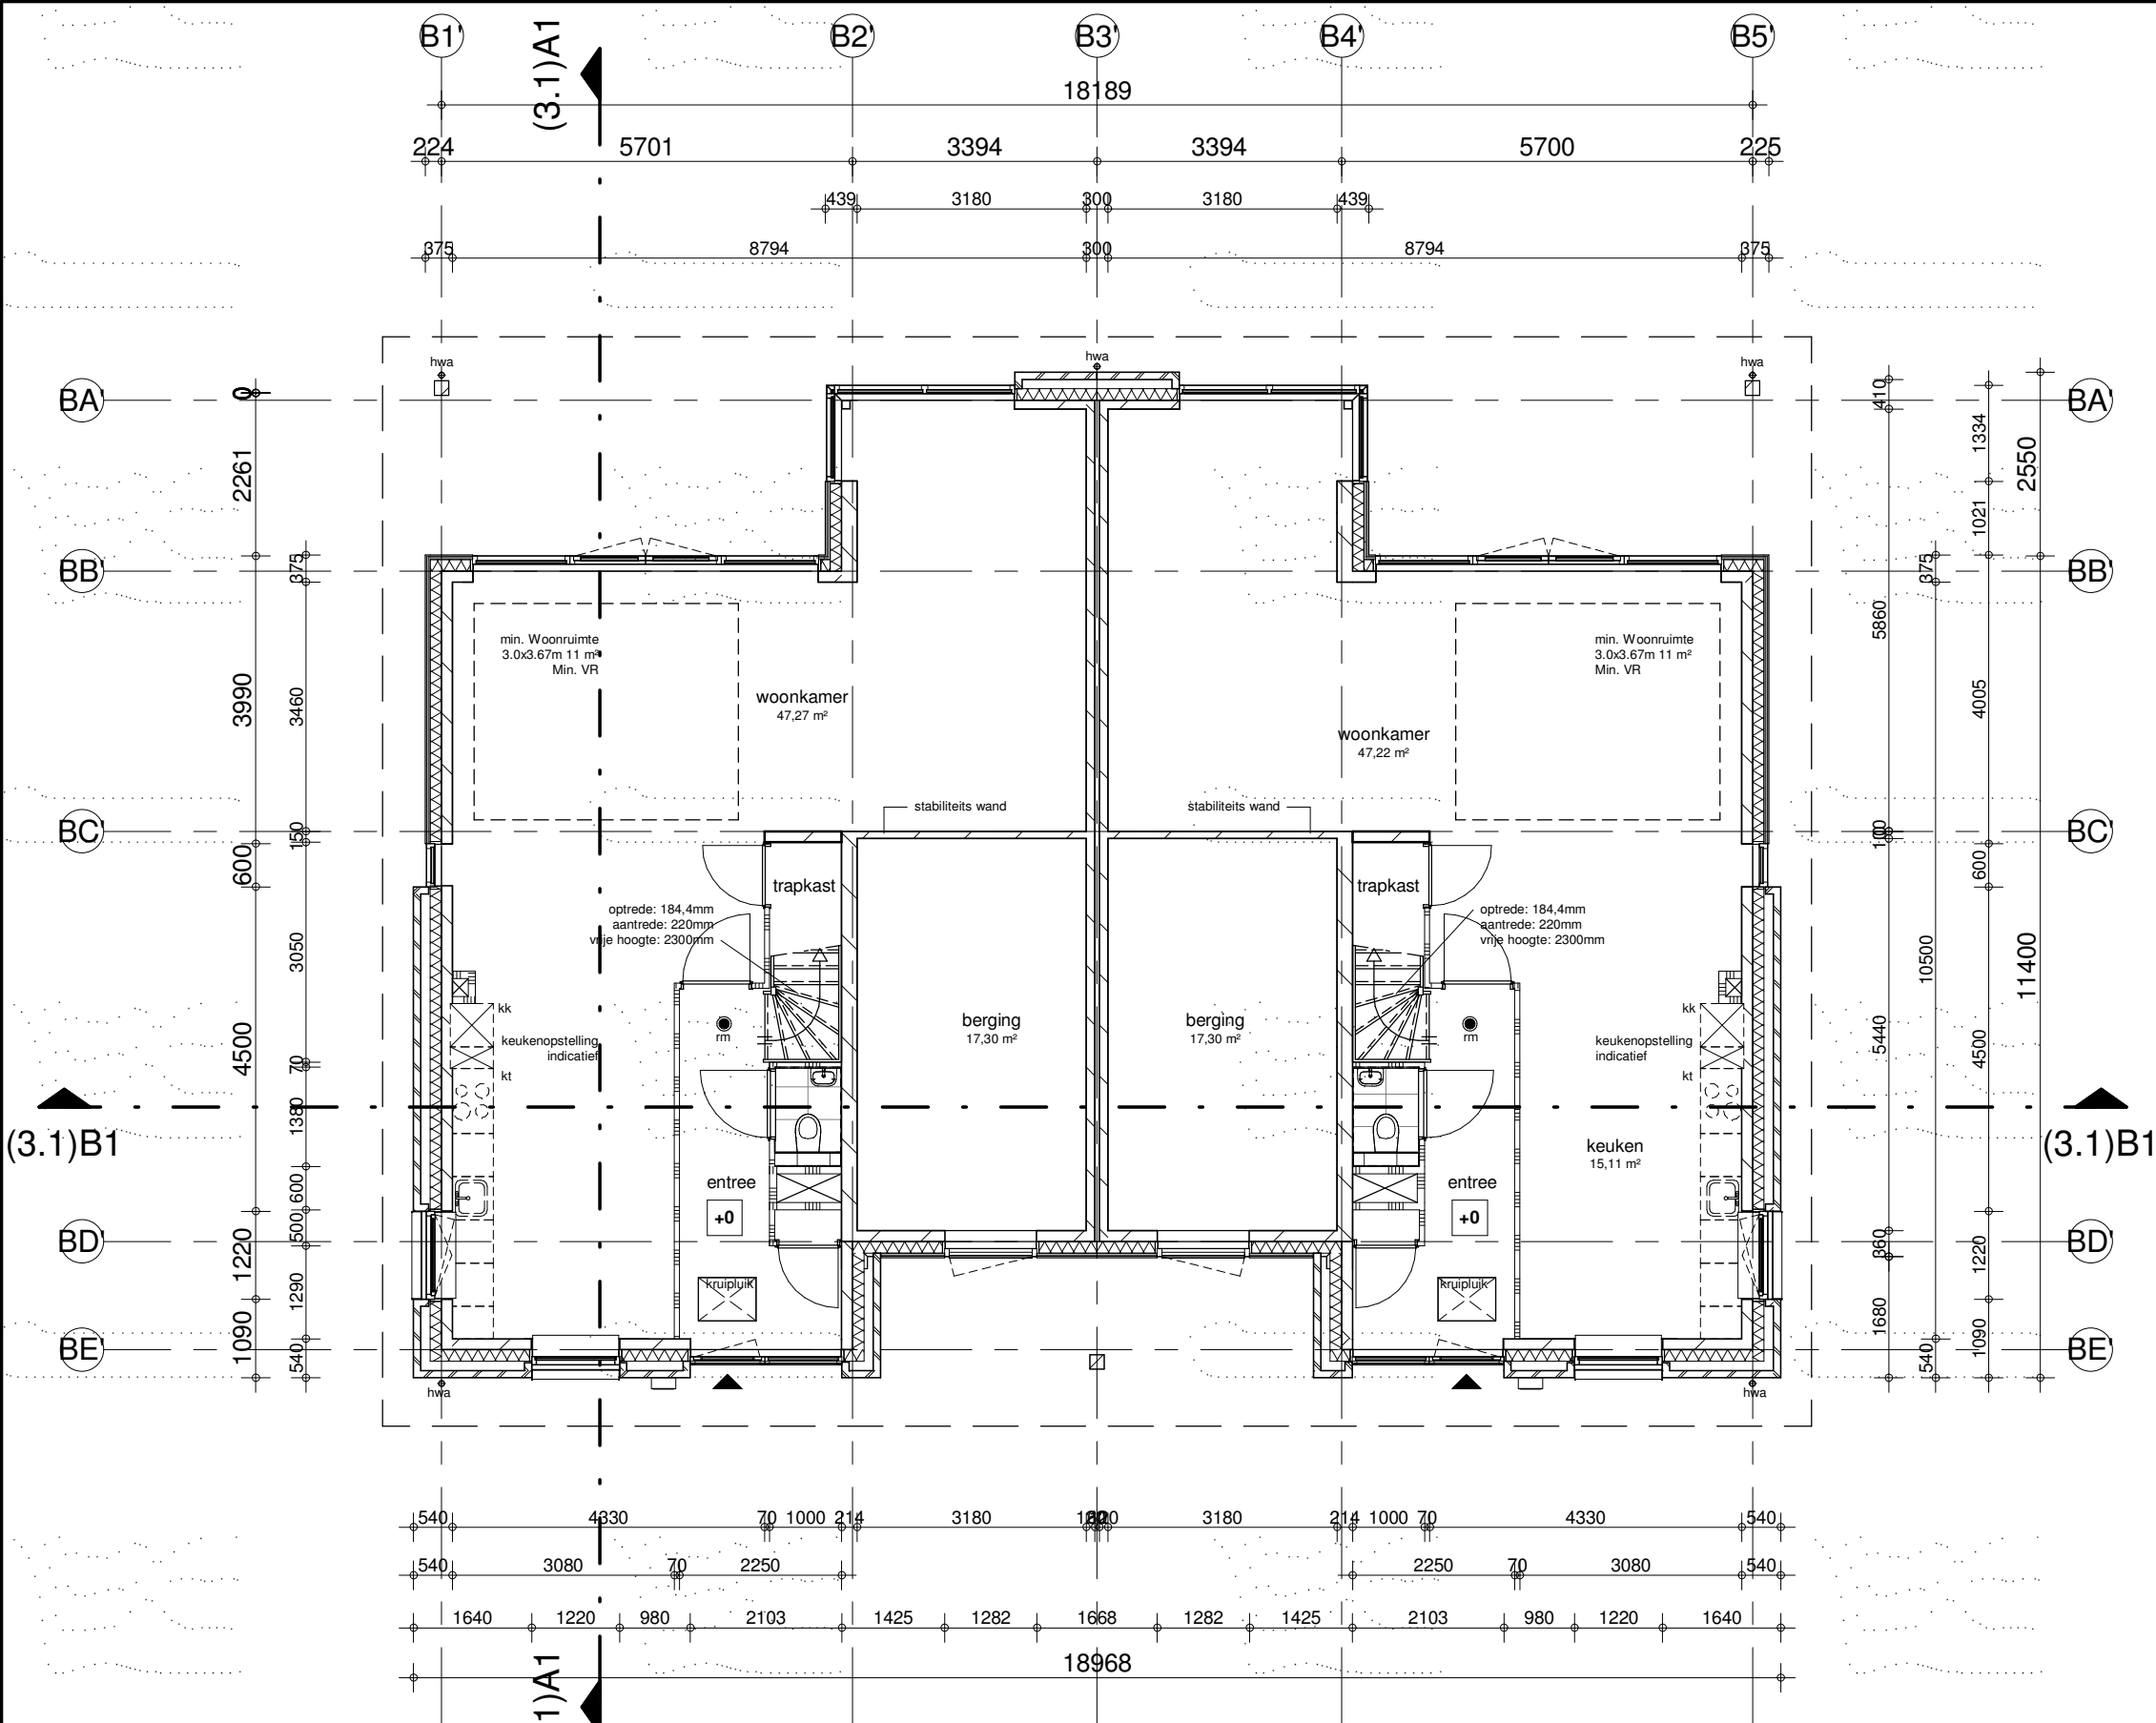 B1'
B2'
B3'
B4'
B5'
(3.1)A1
18189
224
5701
3394
3394
5700
225
439
3180
300
3180
439
375
8794
300
8794
375
hwa
hwa
hwa
BA'
BA'
0
2261
410
1334
2550
1021
BB'
BB'
375
375
min. Woonruimte
3.0x3.67m 11 m²
Min. VR
min. Woonruimte
3.0x3.67m 11 m²
Min. VR
5860
3990
3460
4005
woonkamer
47,27 m²
woonkamer
47,22 m²
stabiliteits wand
stabiliteits wand
BC'
BC'
150
100
600
600
trapkast
trapkast
optrede: 184,4mm
aantrede: 220mm
vrije hoogte: 2300mm
optrede: 184,4mm
aantrede: 220mm
vrije hoogte: 2300mm
3050
10500
11400
kk
kk
keukenopstelling
indicatief
keukenopstelling
indicatief
kt
kt
rm
rm
berging
17,30 m²
berging
17,30 m²
4500
70
5440
4500
1380
(3.1)B1
(3.1)B1
keuken
15,11 m²
entree
+0
entree
+0
600
500
BD'
BD'
1220
360
1220
1290
kruipluik
kruipluik
1680
1090
540
1090
540
BE'
BE'
hwa
hwa
540
4330
70
1000
214
3180
3180
214
1000
70
4330
540
540
3080
70
2250
2250
70
3080
540
1640
1220
980
2103
1425
1282
1668
1282
1425
2103
980
1220
1640
18968
1)A1